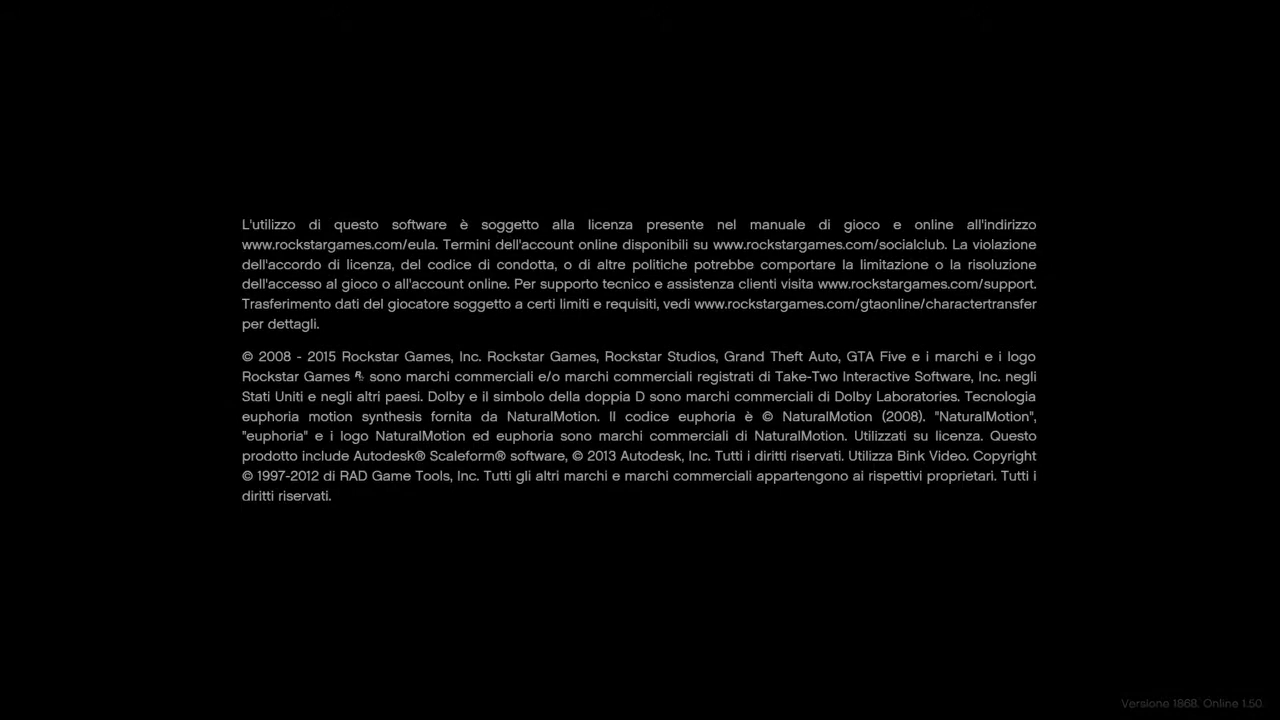 L'utilizzo di questo software è soggetto alla licenza presente nel manuale di gioco e online all'indirizzo
www.rockstargames.com/eula. Termini dell'account online disponibili su www.rockstargames.com/socialclub. La violazione
dell'accordo di licenza, del codice di condotta, o di altre politiche potrebbe comportare la limitazione o la risoluzione
dell'accesso al gioco o all'account online. Per supporto tecnico e assistenza clienti visita www.rockstargames.com/support.
Trasferimento dati del giocatore soggetto a certi limiti e requisiti, vedi www.rockstargames.com/gtaonline/charactertransfer
per dettagli.
© 2008 - 2015 Rockstar Games, Inc. Rockstar Games, Rockstar Studios, Grand Theft Auto, GTA Five e i marchi e i logo
Rockstar Games R* sono marchi commerciali e/o marchi commerciali registrati di Take-Two Interactive Software, Inc. negli
Stati Uniti e negli altri paesi. Dolby e il simbolo della doppia D sono marchi commerciali di Dolby Laboratories. Tecnologia
euphoria motion synthesis fornita da NaturalMotion. Il codice euphoria è © NaturalMotion (2008). "NaturalMotion",
"euphoria" e i logo NaturalMotion ed euphoria sono marchi commerciali di NaturalMotion. Utilizzati su licenza. Questo
prodotto include Autodesk® Scaleform® software, © 2013 Autodesk, Inc. Tutti i diritti riservati. Utilizza Bink Video. Copyright
© 1997-2012 di RAD Game Tools, Inc. Tutti gli altri marchi e marchi commerciali appartengono ai rispettivi proprietari. Tutti i
diritti riservati.
Versione 1868. Online 1.50.